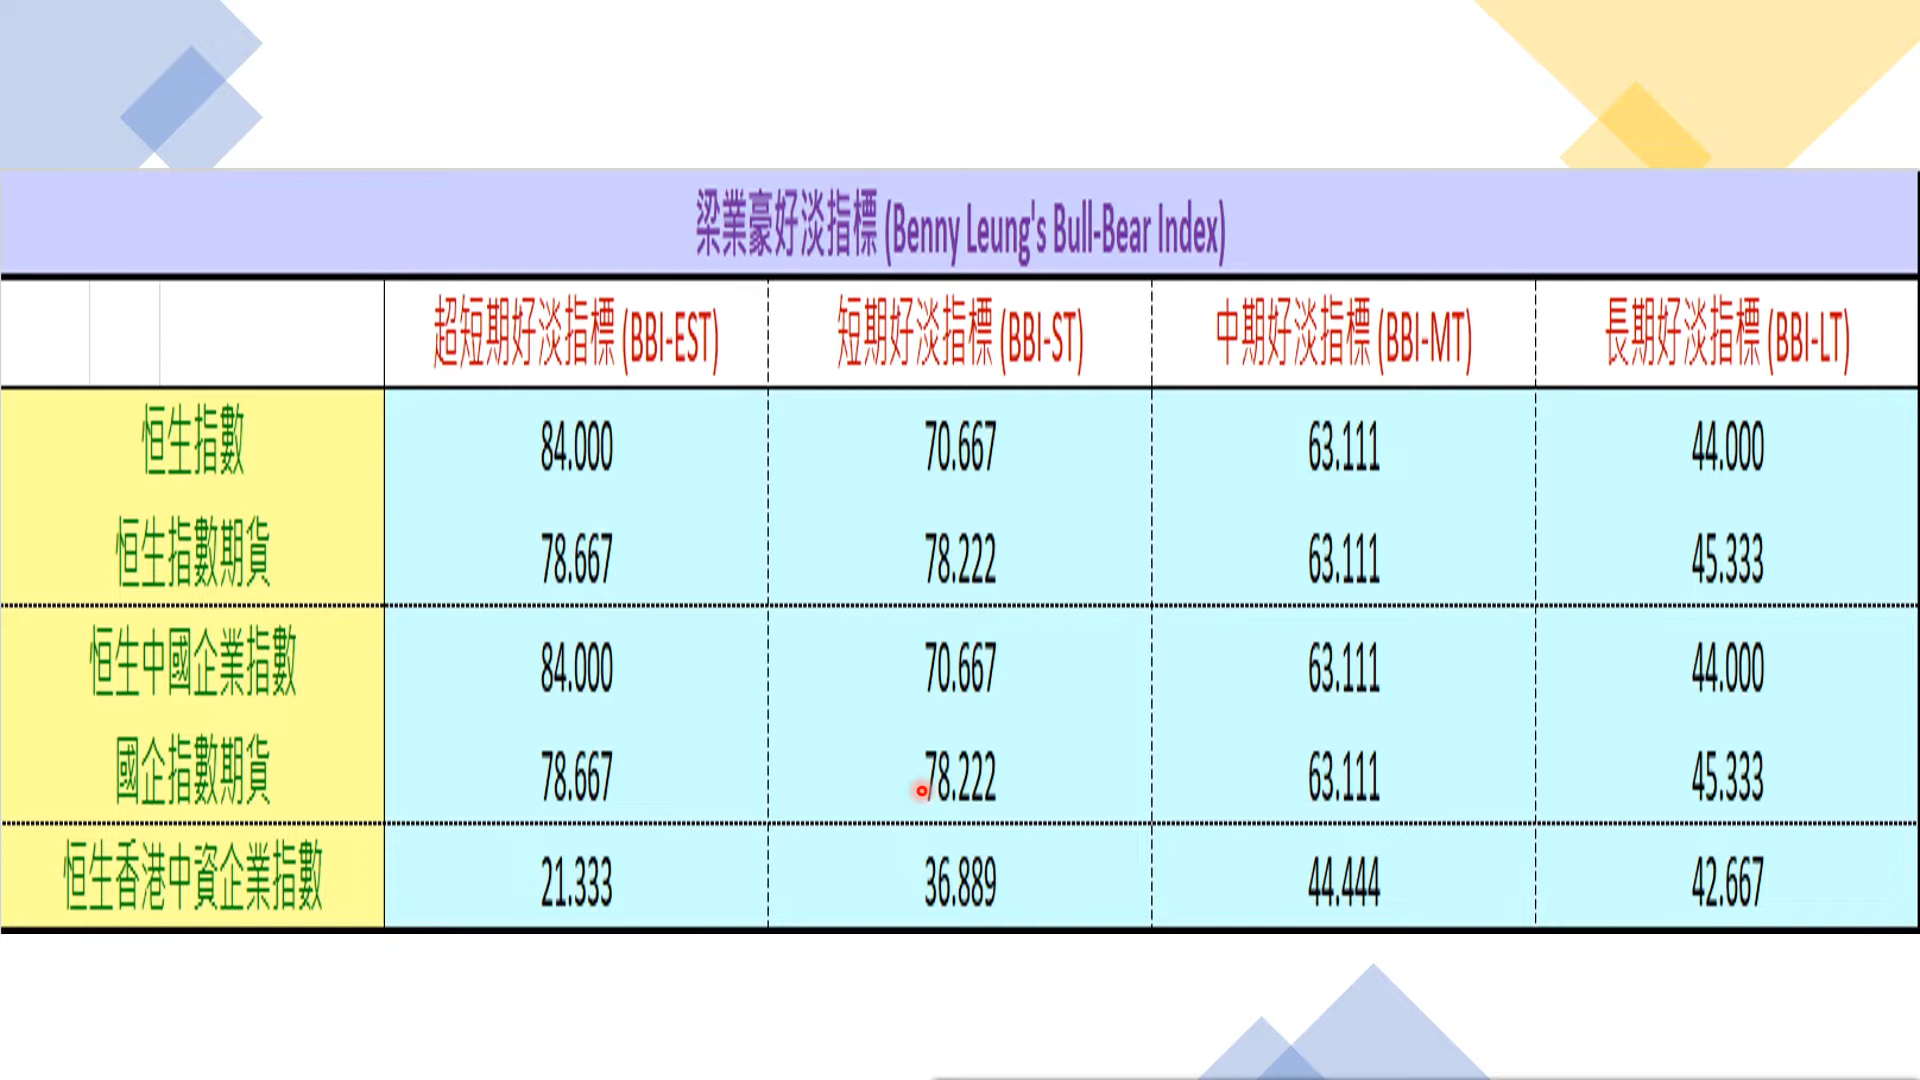 梁業豪好淡指標 (Benny Leung's Bull-Bear Index)
超短期好淡指標 (BBI-EST) 短期好淡指標 (BBI-ST) 中期好淡指標 (BBI-MT) 長期好淡指標 (BBI-LT)
恒生指數 84.000 70.667 63.111 44.000
恒生指數期貨 78.667 78.222 63.111 45.333
恒生中國企業指數 84.000 70.667 63.111 44.000
國企指數期貨 78.667 78.222 63.111 45.333
恒生香港中資企業指數 21.333 36.889 44.444 42.667